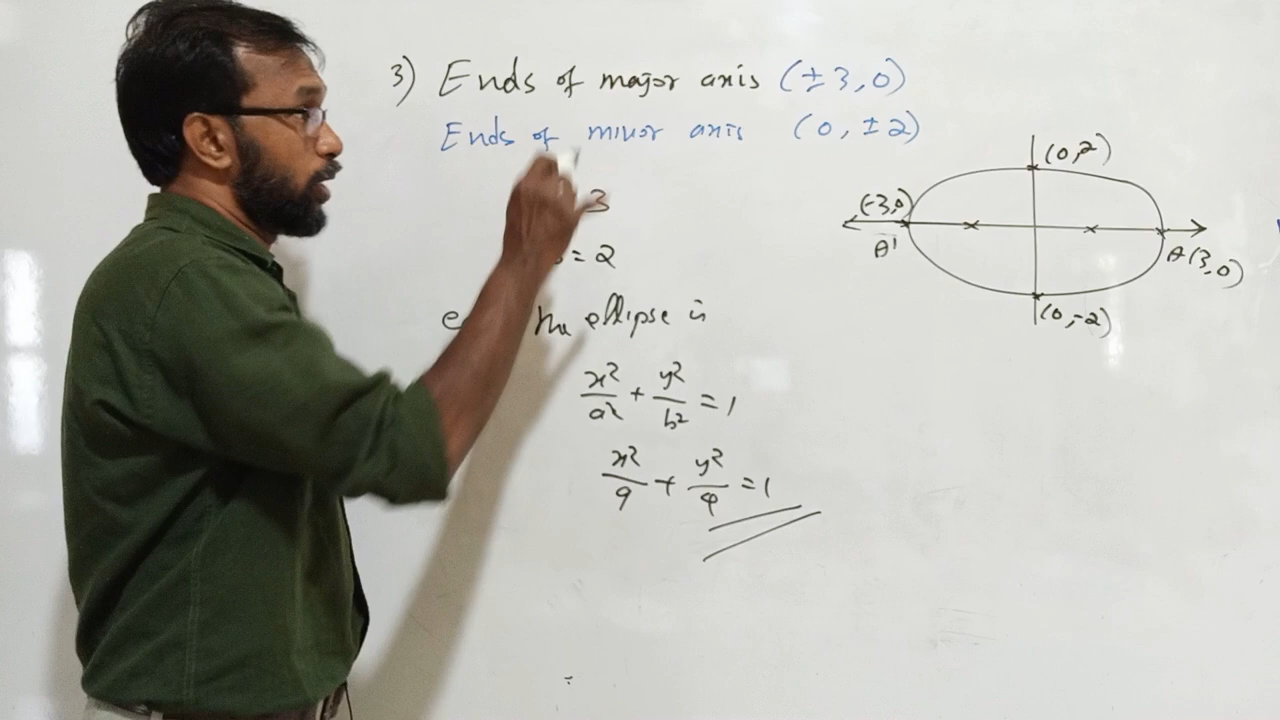 3) Ends of major axis (±3,0)
Ends of minor axis (0,±2)
3
= 2
the ellipse is
x²/a² + y²/b² = 1
x²/9 + y²/4 = 1
(0,2)
(-3,0)
A'
A(3,0)
(0,-2)